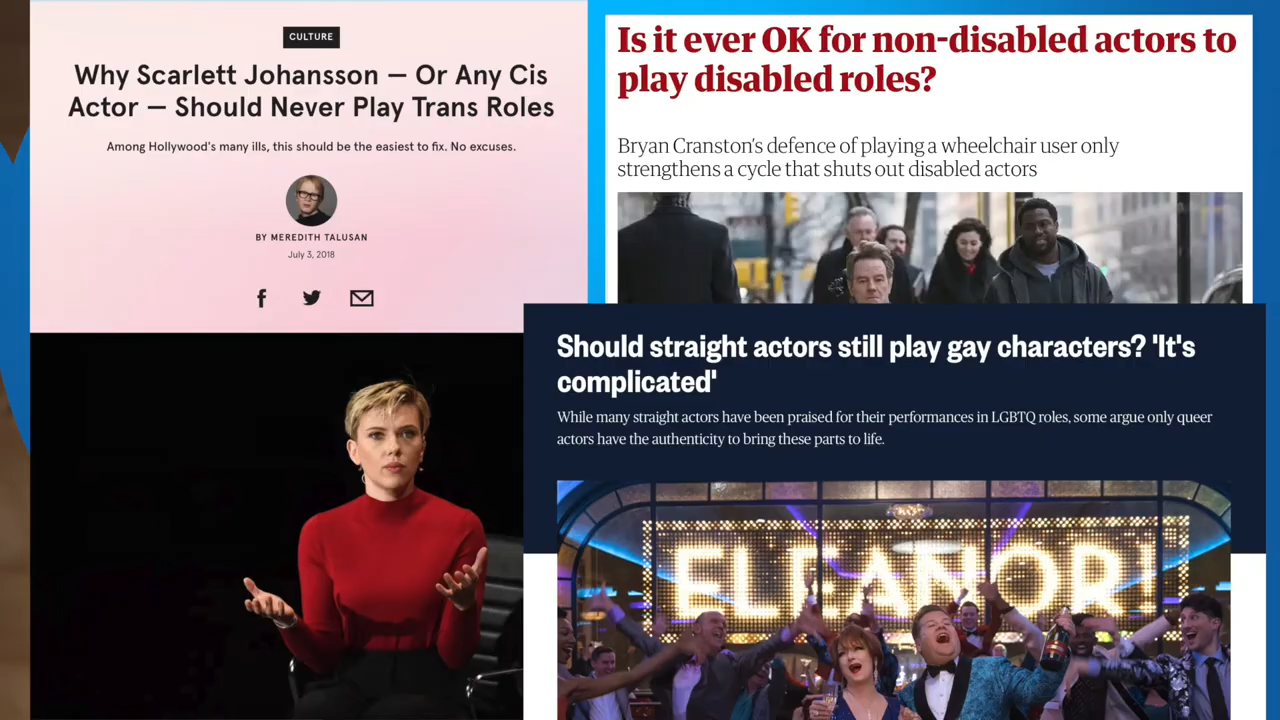 CULTURE
Why Scarlett Johansson — Or Any Cis
Actor — Should Never Play Trans Roles
Among Hollywood's many ills, this should be the easiest to fix. No excuses.
BY MEREDITH TALUSAN
July 3, 2018
Is it ever OK for non-disabled actors to
play disabled roles?
Bryan Cranston's defence of playing a wheelchair user only
strengthens a cycle that shuts out disabled actors
Should straight actors still play gay characters? 'It's
complicated'
While many straight actors have been praised for their performances in LGBTQ roles, some argue only queer
actors have the authenticity to bring these parts to life.
ELEANOR!